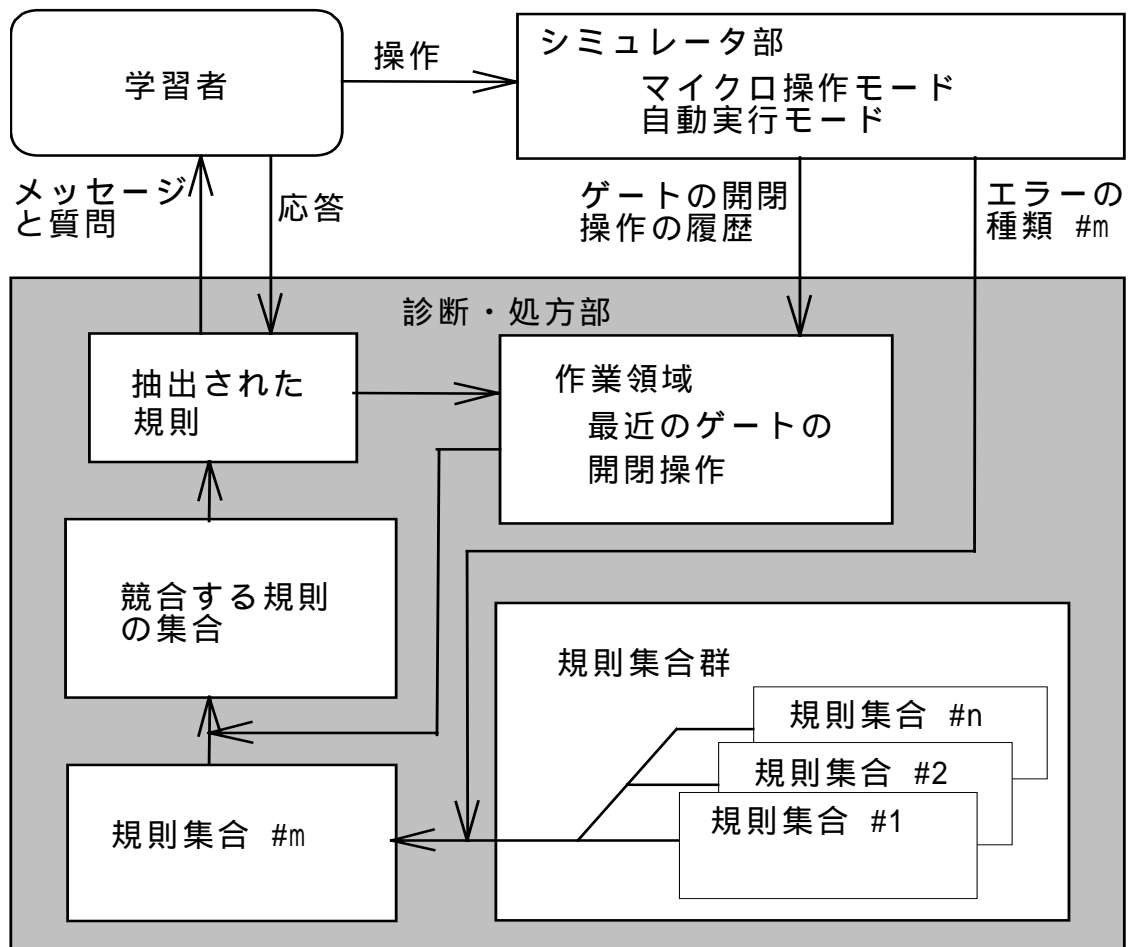 学習者
操作
シミュレータ部
マイクロ操作モード
自動実行モード
メッセージ
と質問
応答
ゲートの開閉
操作の履歴
エラーの
種類 #m
診断・処方部
抽出された
規則
作業領域
最近のゲートの
開閉操作
競合する規則
の集合
規則集合群
規則集合 #n
規則集合 #2
規則集合 #1
規則集合 #m